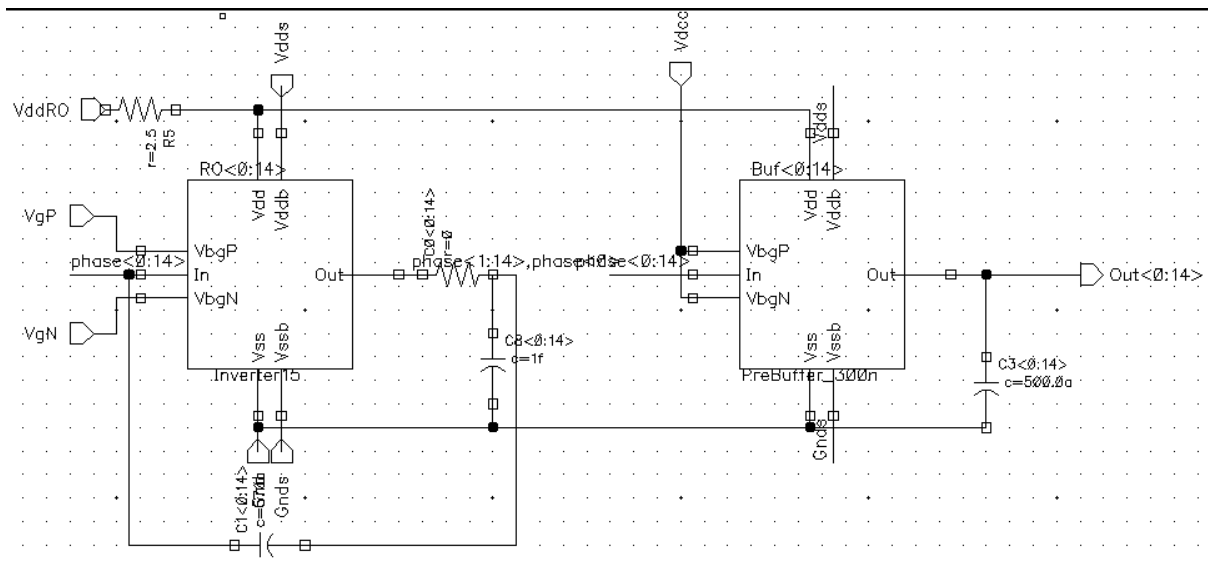 Vdds
Vdcc
VddRO
r=2.5
R5
Vdds
RO<0:14>
Buf<0:14>
Vdd
Vddb
Vdd
Vddb
VgP
VbgP
C0<0:14>
r=0
VbgP
phase<0:14>
In
Out
phase<1:14>,phase<0>
phase<0:14>
In
Out
Out<0:14>
VbgN
VbgN
VgN
Vss
Vssb
C8<0:14>
c=1f
Vss
Vssb
C3<0:14>
c=500.0a
Inverter15
PreBuffer_300n
Gnds
C1<0:14>
Gnds